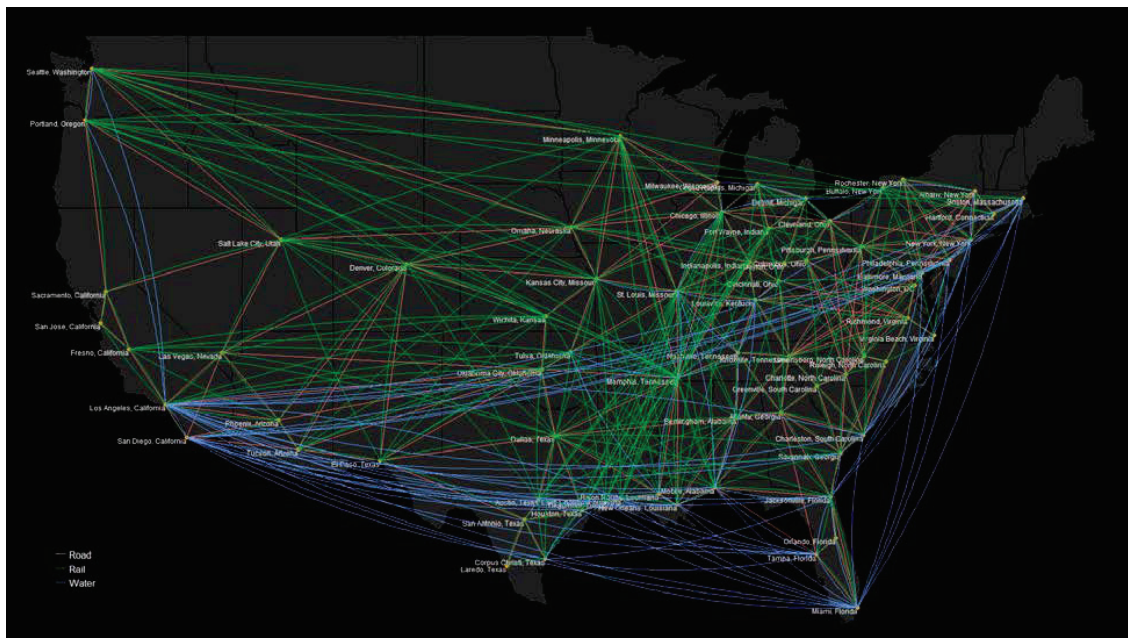 Seattle, Washington
Portland, Oregon
Minneapolis, Minnesota
Rochester, New York
Buffalo, New York
Albany, New York
Boston, Massachusetts
Detroit, Michigan
Hartford, Connecticut
Chicago, Illinois
Cleveland, Ohio
Omaha, Nebraska
Fort Wayne, Indiana
Salt Lake City, Utah
New York, New York
Pittsburgh, Pennsylvania
Denver, Colorado
Philadelphia, Pennsylvania
Indianapolis, Indiana
Baltimore, Maryland
Kansas City, Missouri
Cincinnati, Ohio
Washington,
Sacramento, California
St. Louis, Missouri
Louisville, Kentucky
Wichita, Kansas
Richmond, Virginia
San Jose, California
Virginia Beach, Virginia
Fresno, California
Las Vegas, Nevada
Tulsa, Oklahoma
Nashville, Tennessee
Raleigh, North Carolina
Oklahoma City, Oklahoma
Memphis, Tennessee
Charlotte, North Carolina
Greenville, South Carolina
Los Angeles, California
Phoenix, Arizona
Birmingham, Alabama
Atlanta, Georgia
San Diego, California
Dallas, Texas
Charleston, South Carolina
Tucson, Arizona
Savannah, Georgia
El Paso, Texas
Mobile, Alabama
Austin, Texas
Jacksonville, Florida
Houston, Texas
New Orleans, Louisiana
San Antonio, Texas
Orlando, Florida
Road
Tampa, Florida
Corpus Christi, Texas
Rail
Laredo, Texas
Water
Miami, Florida